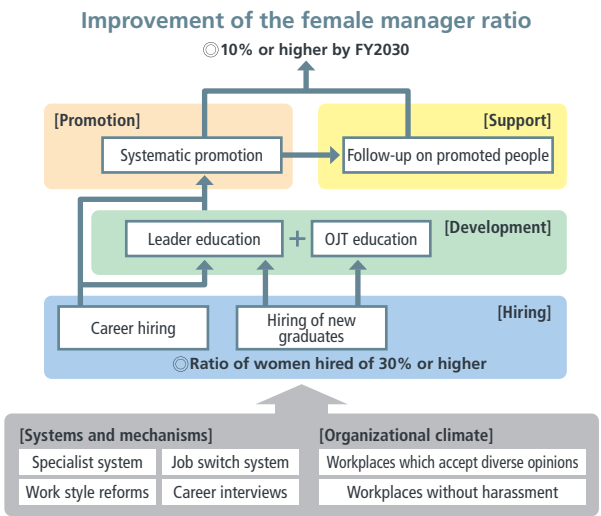 Improvement of the female manager ratio
◎10% or higher by FY2030
[Promotion]
[Support]
Systematic promotion
Follow-up on promoted people
[Development]
Leader education
+
OJT education
[Hiring]
Career hiring
Hiring of new
graduates
◎Ratio of women hired of 30% or higher
[Systems and mechanisms]
Specialist system
Job switch system
Work style reforms
Career interviews
[Organizational climate]
Workplaces which accept diverse opinions
Workplaces without harassment